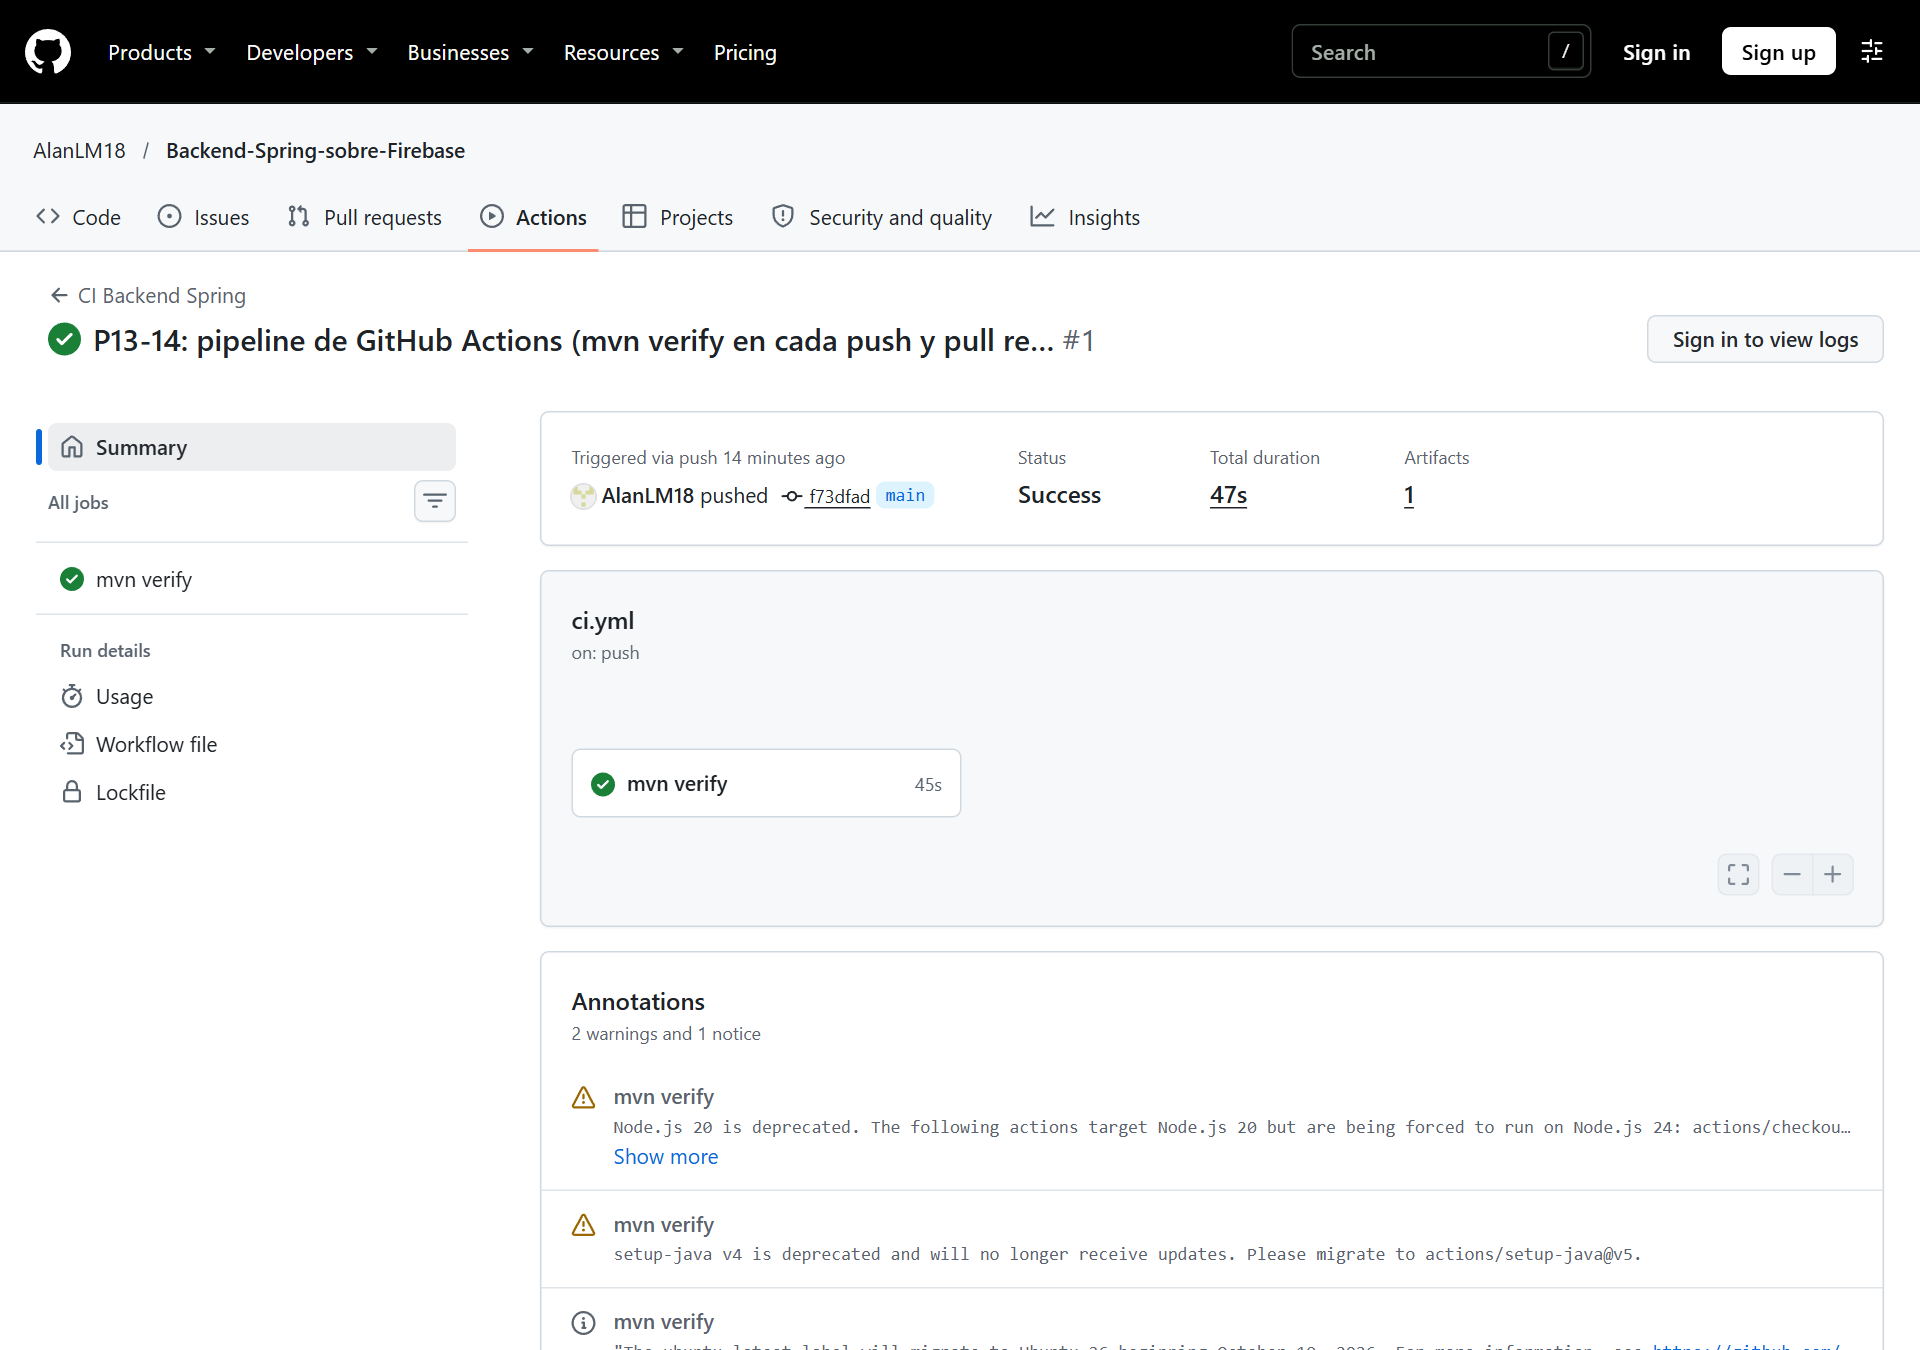 Products Developers Businesses Resources Pricing Search / Sign in Sign up
AlanLM18 / Backend-Spring-sobre-Firebase
Code Issues Pull requests Actions Projects Security and quality Insights
CI Backend Spring
P13-14: pipeline de GitHub Actions (mvn verify en cada push y pull re... #1
Sign in to view logs
Summary
All jobs
mvn verify
Run details
Usage
Workflow file
Lockfile
Triggered via push 14 minutes ago
AlanLM18 pushed f73dfad main
Status
Success
Total duration
47s
Artifacts
1
ci.yml
on: push
mvn verify 45s
Annotations
2 warnings and 1 notice
mvn verify
Node.js 20 is deprecated. The following actions target Node.js 20 but are being forced to run on Node.js 24: actions/checkou…
Show more
mvn verify
setup-java v4 is deprecated and will no longer receive updates. Please migrate to actions/setup-java@v5.
mvn verify